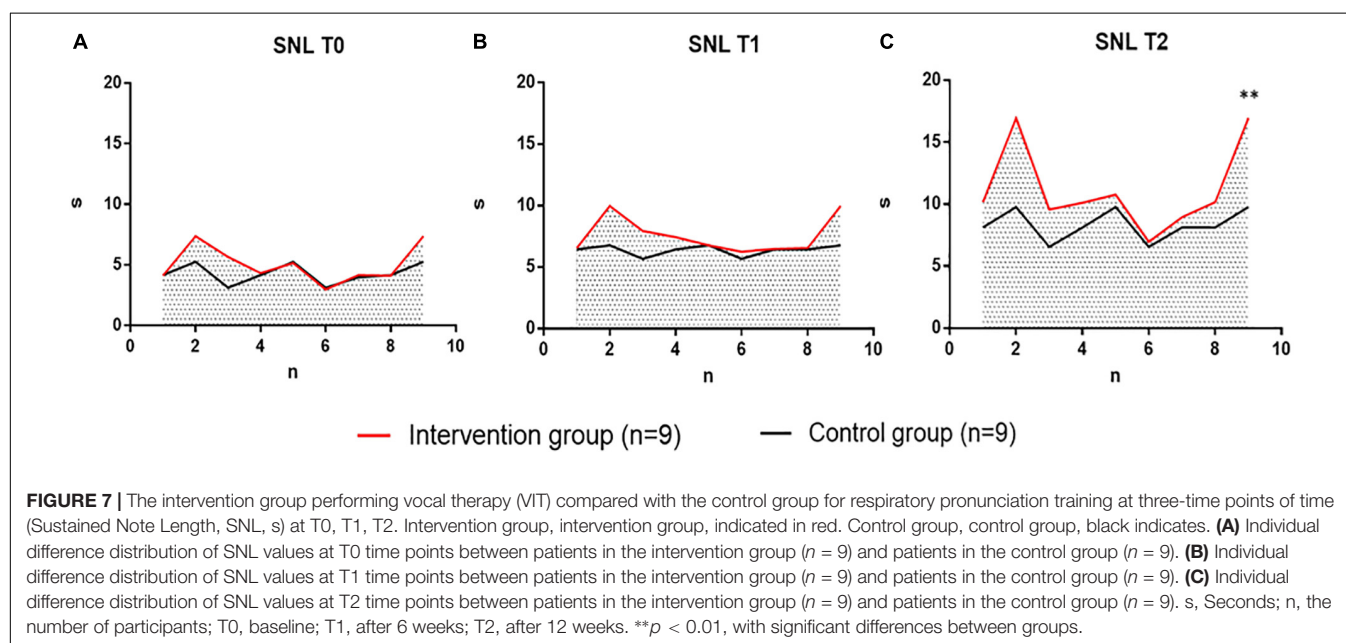 A
SNL T0
20
15
s
10
5
0
0 2 4 6 8 10
n
B
SNL T1
20
15
s
10
5
0
0 2 4 6 8 10
n
C
SNL T2
20
**
15
s
10
5
0
0 2 4 6 8 10
n
Intervention group (n=9)
Control group (n=9)
FIGURE 7 | The intervention group performing vocal therapy (VIT) compared with the control group for respiratory pronunciation training at three-time points of time
(Sustained Note Length, SNL, s) at T0, T1, T2. Intervention group, intervention group, indicated in red. Control group, control group, black indicates. (A) Individual
difference distribution of SNL values at T0 time points between patients in the intervention group (n = 9) and patients in the control group (n = 9). (B) Individual
difference distribution of SNL values at T1 time points between patients in the intervention group (n = 9) and patients in the control group (n = 9). (C) Individual
difference distribution of SNL values at T2 time points between patients in the intervention group (n = 9) and patients in the control group (n = 9). s, Seconds; n, the
number of participants; T0, baseline; T1, after 6 weeks; T2, after 12 weeks. **p < 0.01, with significant differences between groups.